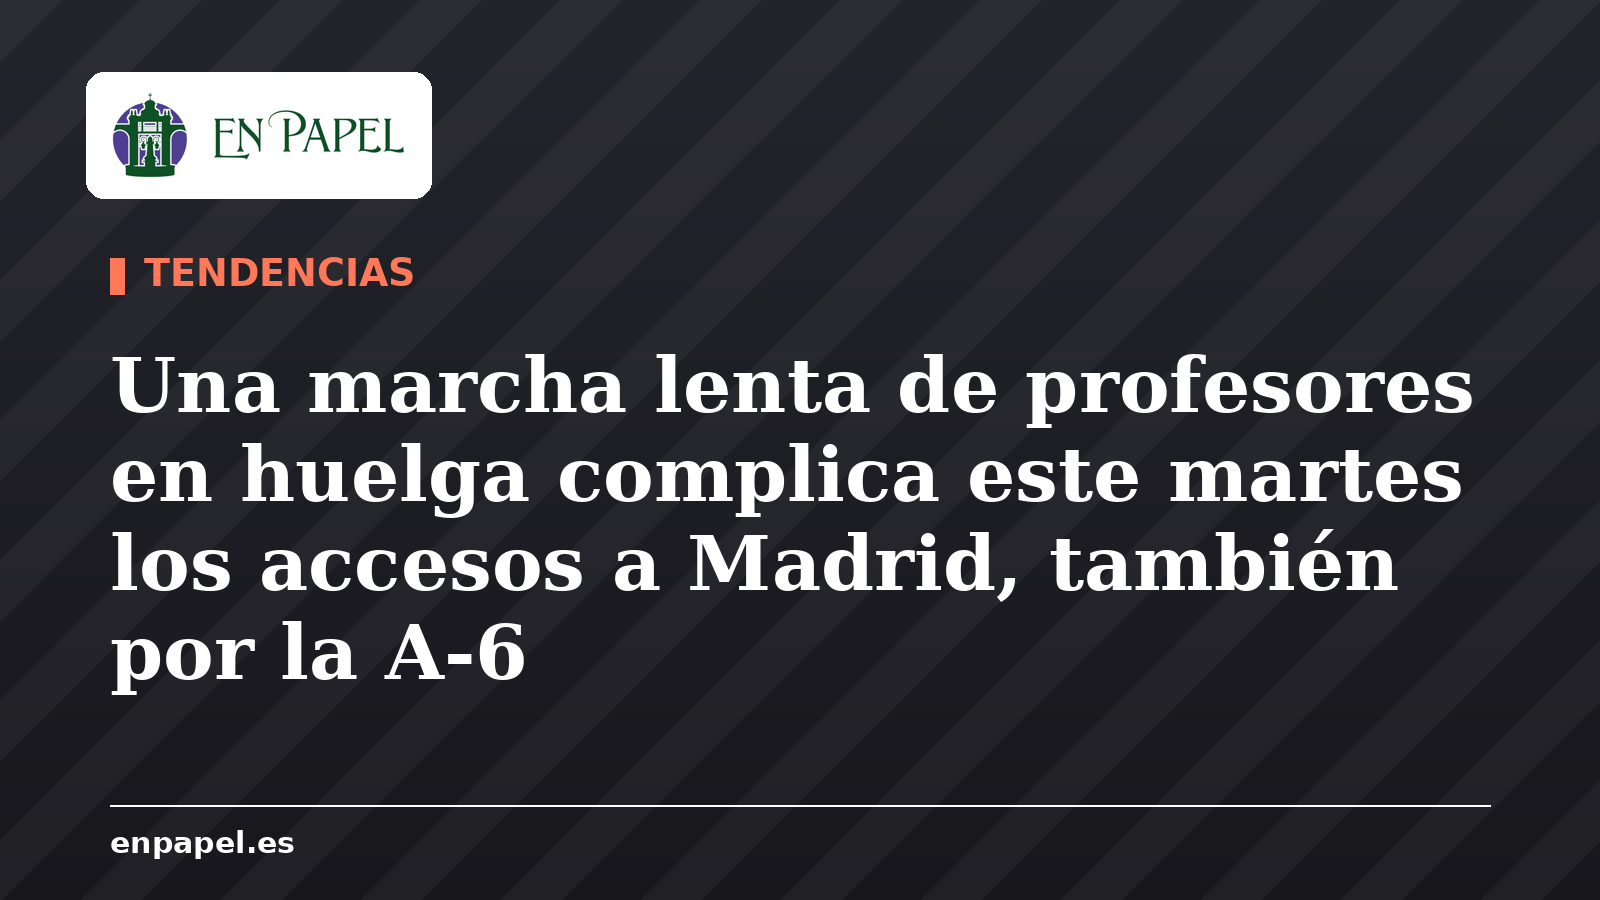 EN PAPEL
TENDENCIAS
Una marcha lenta de profesores
en huelga complica este martes
los accesos a Madrid, también
por la A-6
enpapel.es